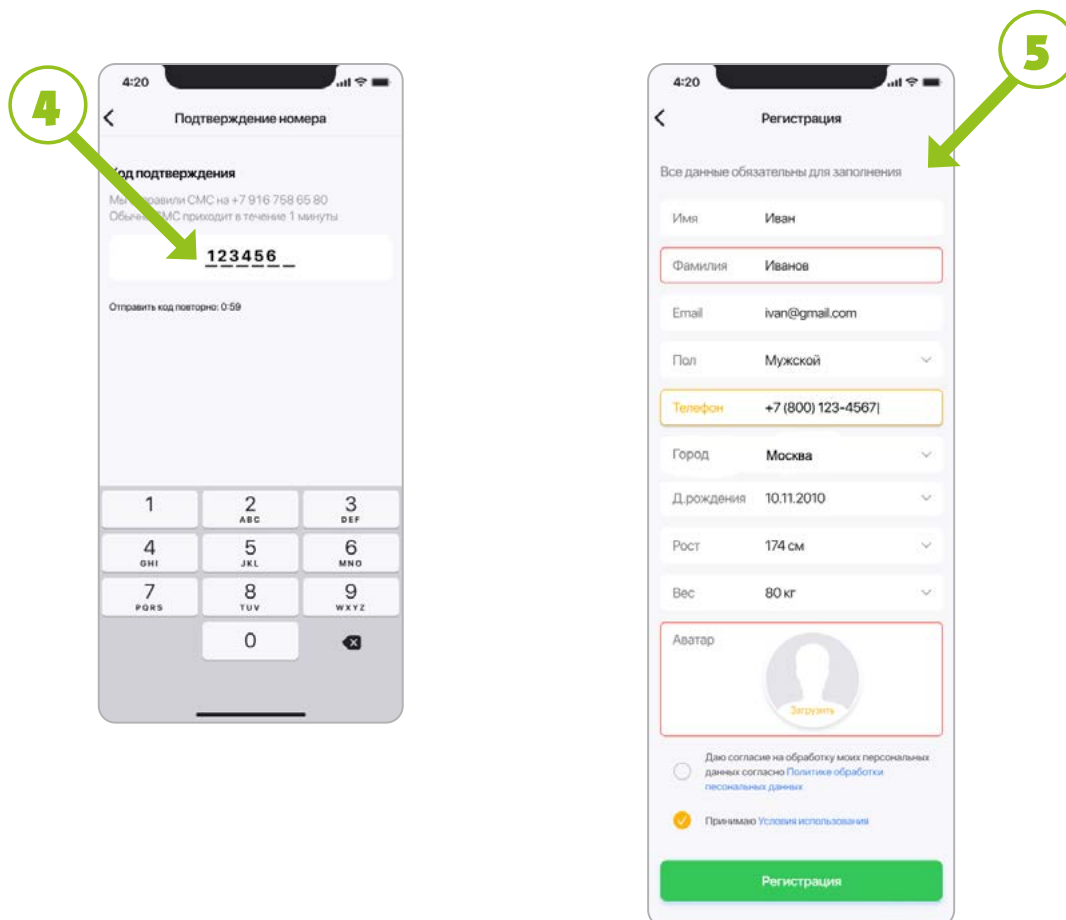 4
4:20
Подтверждение номера
Код подтверждения
Мы отправили СМС на +7 916 758 65 80
Обычно СМС приходит в течение 1 минуты
123456_
Отправить код повторно: 0:59
1
2
ABC
3
DEF
4
GHI
5
JKL
6
MNO
7
PQRS
8
TUV
9
WXYZ
0
5
4:20
Регистрация
Все данные обязательны для заполнения
Имя Иван
Фамилия Иванов
Email ivan@gmail.com
Пол Мужской
Телефон +7 (800) 123-4567|
Город Москва
Д.рождения 10.11.2010
Рост 174 см
Вес 80 кг
Аватар
Загрузить
Даю согласие на обработку моих персональных
данных согласно Политике обработки
песональных данных
Принимаю Условия использования
Регистрация